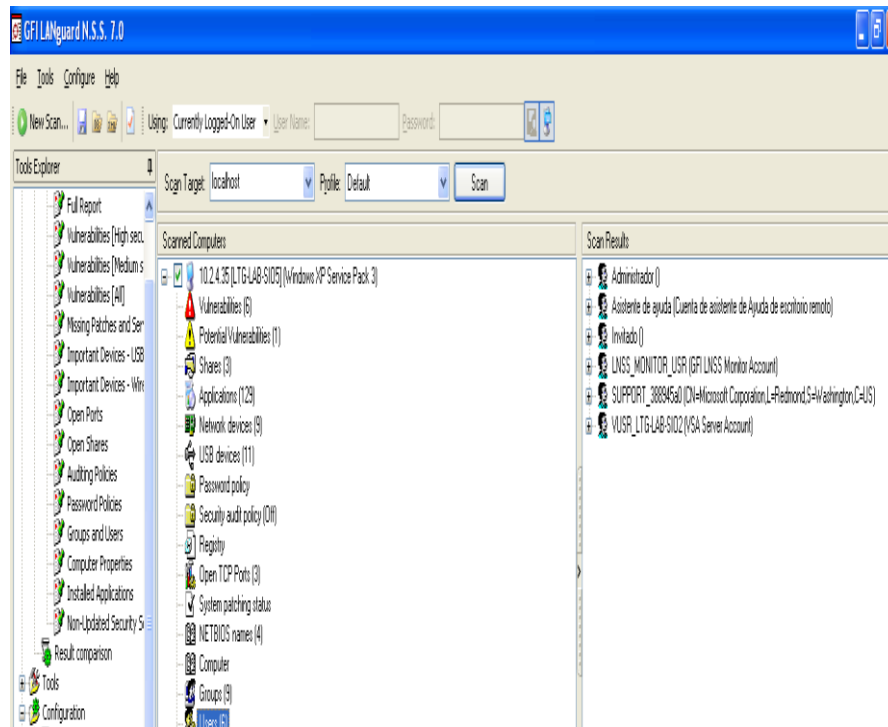 GFI LANguard N.S.S. 7.0
File Tools Configure Help
New Scan... Using: Currently Logged-On User User Name: Password:
Tools Explorer
Scan Target: localhost Profile: Default Scan
Full Report
Vulnerabilities [High secu.
Vulnerabilities [Medium s
Vulnerabilities [All]
Missing Patches and Ser
Important Devices - USB
Important Devices - Wire
Open Ports
Open Shares
Auditing Policies
Password Policies
Groups and Users
Computer Properties
Installed Applications
Non-Updated Security S
Result comparison
Tools
Configuration
Scanned Computers
10.2.4.35 [LTG-LAB-SIO5] (Windows XP Service Pack 3)
Vulnerabilities (6)
Potential Vulnerabilities (1)
Shares (3)
Applications (129)
Network devices (9)
USB devices (11)
Password policy
Security audit policy (Off)
Registry
Open TCP Ports (3)
System patching status
NETBIOS names (4)
Computer
Groups (9)
Users (6)
Scan Results
Administrador ()
Asistente de ayuda (Cuenta de asistente de Ayuda de escritorio remoto)
Invitado ()
LNSS_MONITOR_USR (GFI LNSS Monitor Account)
SUPPORT_388945a0 (CN=Microsoft Corporation,L=Redmond,S=Washington,C=US)
VUSR_LTG-LAB-SIO2 (VSA Server Account)